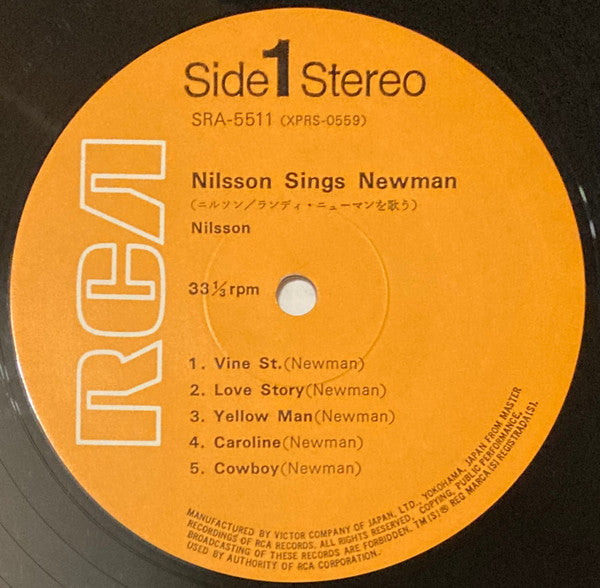 Side 1 Stereo
SRA-5511 (XPRS-0559)
RCA
Nilsson Sings Newman
(ニルソン/ランディ・ニューマンを歌う)
Nilsson
33⅓ rpm
1. Vine St.(Newman)
2. Love Story(Newman)
3. Yellow Man(Newman)
4. Caroline(Newman)
5. Cowboy(Newman)
MANUFACTURED BY VICTOR COMPANY OF JAPAN, LTD., YOKOHAMA, JAPAN FROM MASTER
RECORDINGS OF RCA RECORDS. ALL RIGHTS RESERVED, COPYING, PUBLIC PERFORMANCE,
BROADCASTING OF THESE RECORDS ARE FORBIDDEN. TM(S)® REG MARCA(S) REGISTRADA(S).
USED BY AUTHORITY OF RCA CORPORATION.